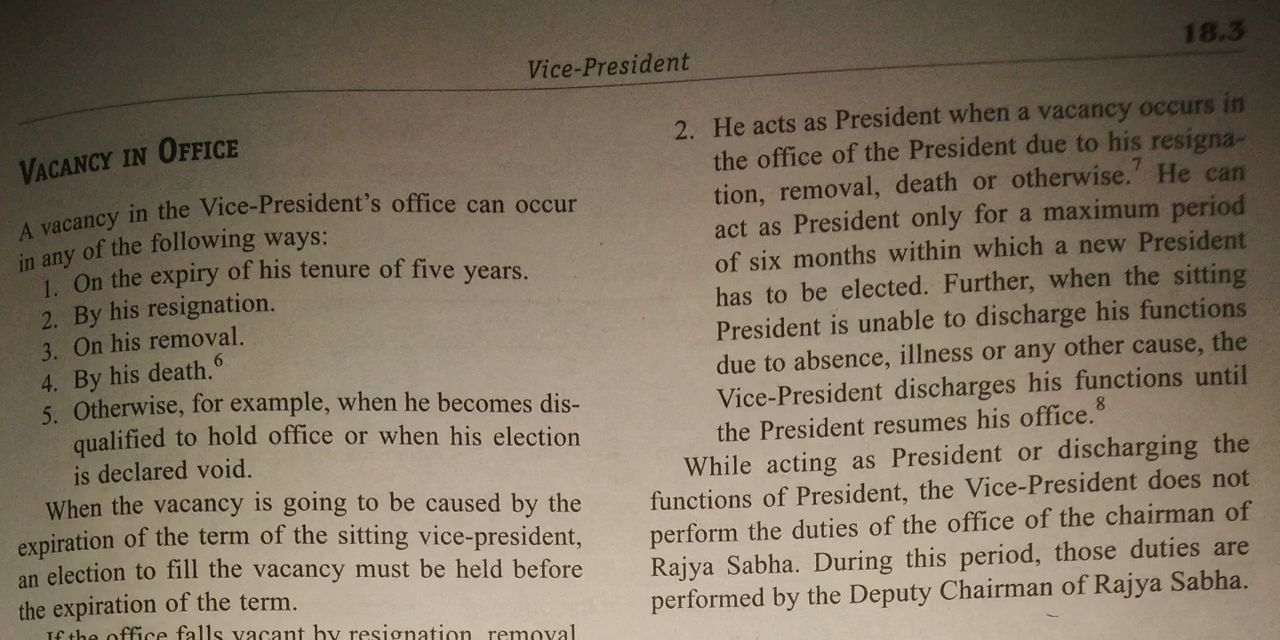 18.3
Vice-President
VACANCY IN OFFICE
A vacancy in the Vice-President's office can occur
in any of the following ways:
1. On the expiry of his tenure of five years.
2. By his resignation.
3. On his removal.
4. By his death.6
5. Otherwise, for example, when he becomes dis-
qualified to hold office or when his election
is declared void.
When the vacancy is going to be caused by the
expiration of the term of the sitting vice-president,
an election to fill the vacancy must be held before
the expiration of the term.
If the office falls vacant by resignation, removal
2. He acts as President when a vacancy occurs in
the office of the President due to his resigna-
tion, removal, death or otherwise.7 He can
act as President only for a maximum period
of six months within which a new President
has to be elected. Further, when the sitting
President is unable to discharge his functions
due to absence, illness or any other cause, the
Vice-President discharges his functions until
the President resumes his office.8
While acting as President or discharging the
functions of President, the Vice-President does not
perform the duties of the office of the chairman of
Rajya Sabha. During this period, those duties are
performed by the Deputy Chairman of Rajya Sabha.